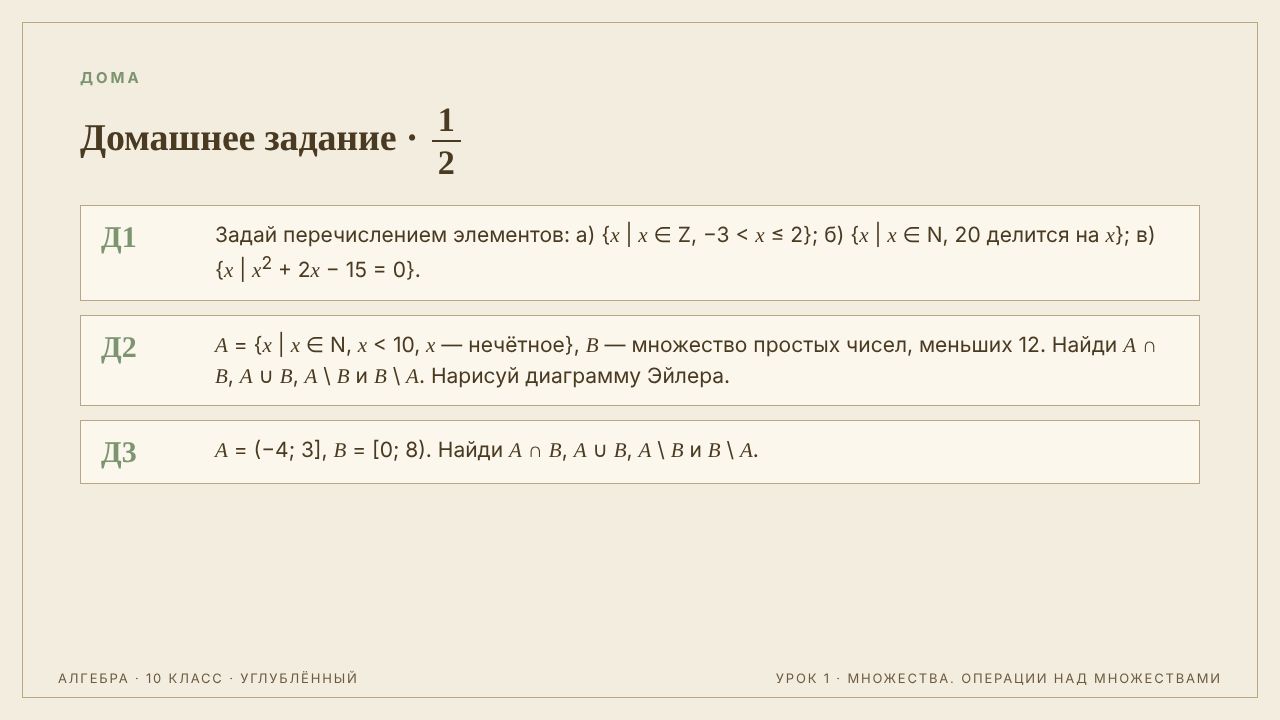 ДОМА
Домашнее задание · 1/2
Д1
Задай перечислением элементов: а) {x | x ∈ Z, −3 < x ≤ 2}; б) {x | x ∈ N, 20 делится на x}; в)
{x | x² + 2x − 15 = 0}.
Д2
A = {x | x ∈ N, x < 10, x — нечётное}, B — множество простых чисел, меньших 12. Найди A ∩
B, A ∪ B, A \ B и B \ A. Нарисуй диаграмму Эйлера.
Д3
A = (−4; 3], B = [0; 8). Найди A ∩ B, A ∪ B, A \ B и B \ A.
АЛГЕБРА · 10 КЛАСС · УГЛУБЛЁННЫЙ
УРОК 1 · МНОЖЕСТВА. ОПЕРАЦИИ НАД МНОЖЕСТВАМИ